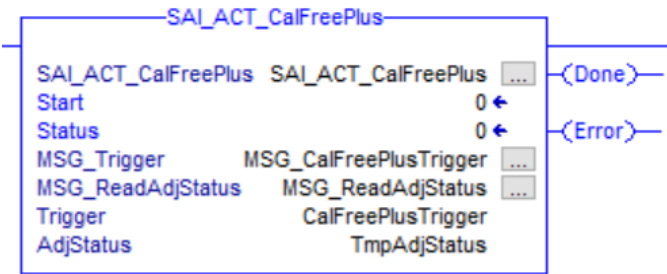 SAI_ACT_CalFreePlus
SAI_ACT_CalFreePlus SAI_ACT_CalFreePlus ... (Done)
Start 0
Status 0 (Error)
MSG_Trigger MSG_CalFreePlusTrigger ...
MSG_ReadAdjStatus MSG_ReadAdjStatus ...
Trigger CalFreePlusTrigger
AdjStatus TmpAdjStatus